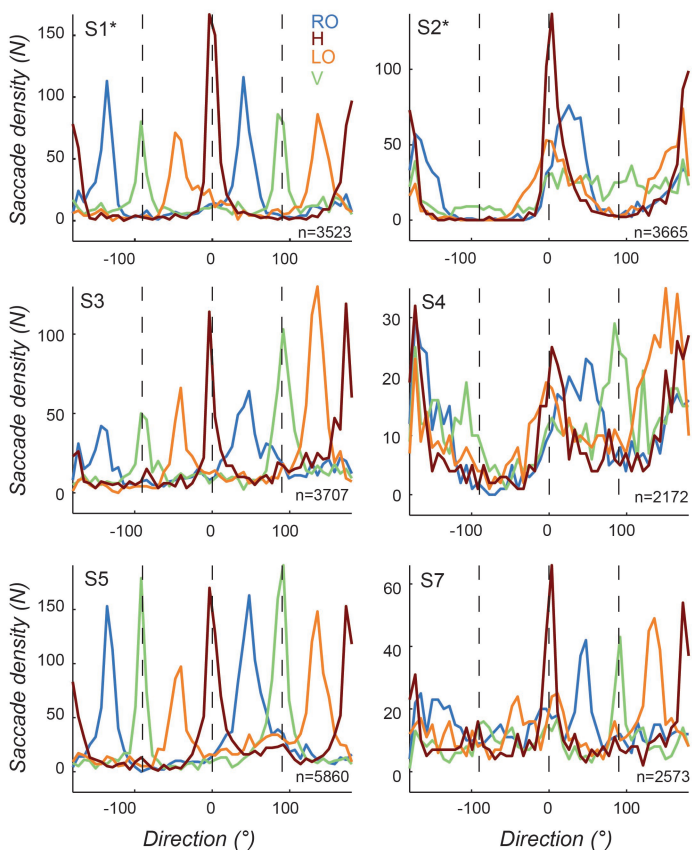 S1*
RO
H
LO
V
Saccade density (N)
150
100
50
0
-100 0 100
n=3523
S2*
100
50
0
-100 0 100
n=3665
S3
Saccade density (N)
100
50
0
-100 0 100
n=3707
S4
30
20
10
0
-100 0 100
n=2172
S5
Saccade density (N)
150
100
50
0
-100 0 100
n=5860
Direction (°)
S7
60
40
20
0
-100 0 100
n=2573
Direction (°)